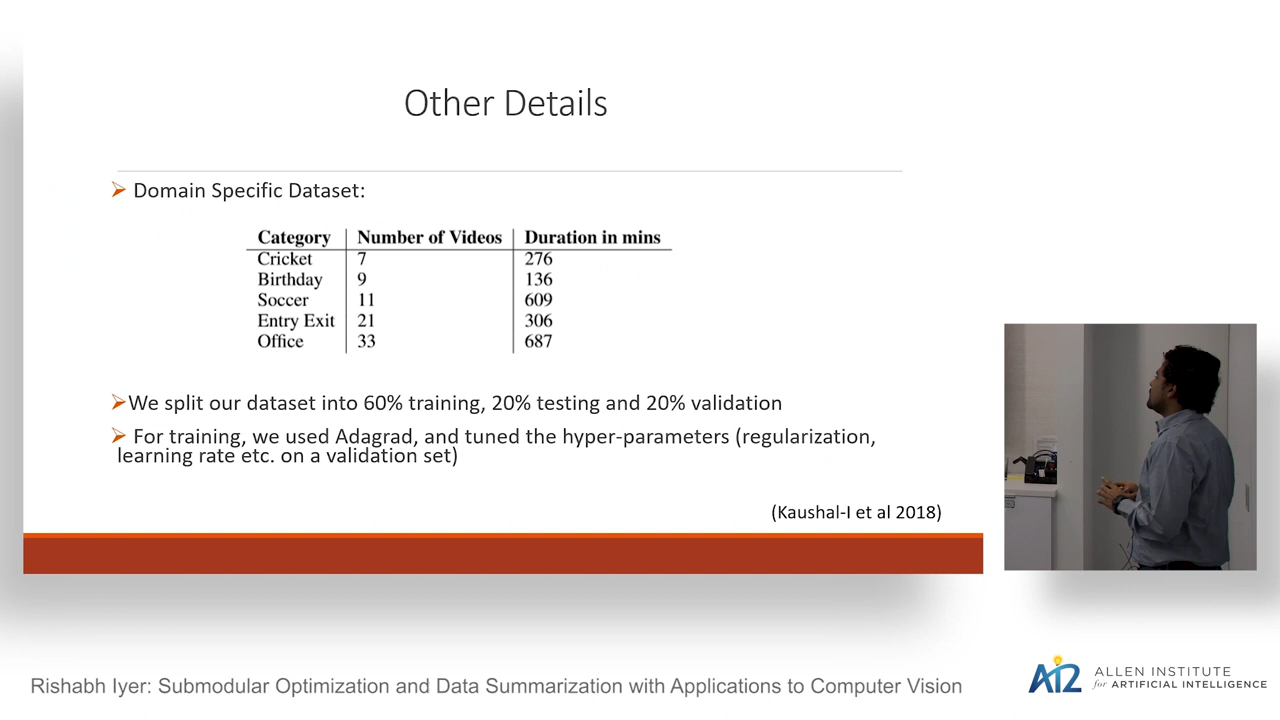 Other Details
➢ Domain Specific Dataset:
Category Number of Videos Duration in mins
Cricket 7 276
Birthday 9 136
Soccer 11 609
Entry Exit 21 306
Office 33 687
➢We split our dataset into 60% training, 20% testing and 20% validation
➢ For training, we used Adagrad, and tuned the hyper-parameters (regularization,
learning rate etc. on a validation set)
(Kaushal-I et al 2018)
Rishabh Iyer: Submodular Optimization and Data Summarization with Applications to Computer Vision
AI2 ALLEN INSTITUTE
for ARTIFICIAL INTELLIGENCE